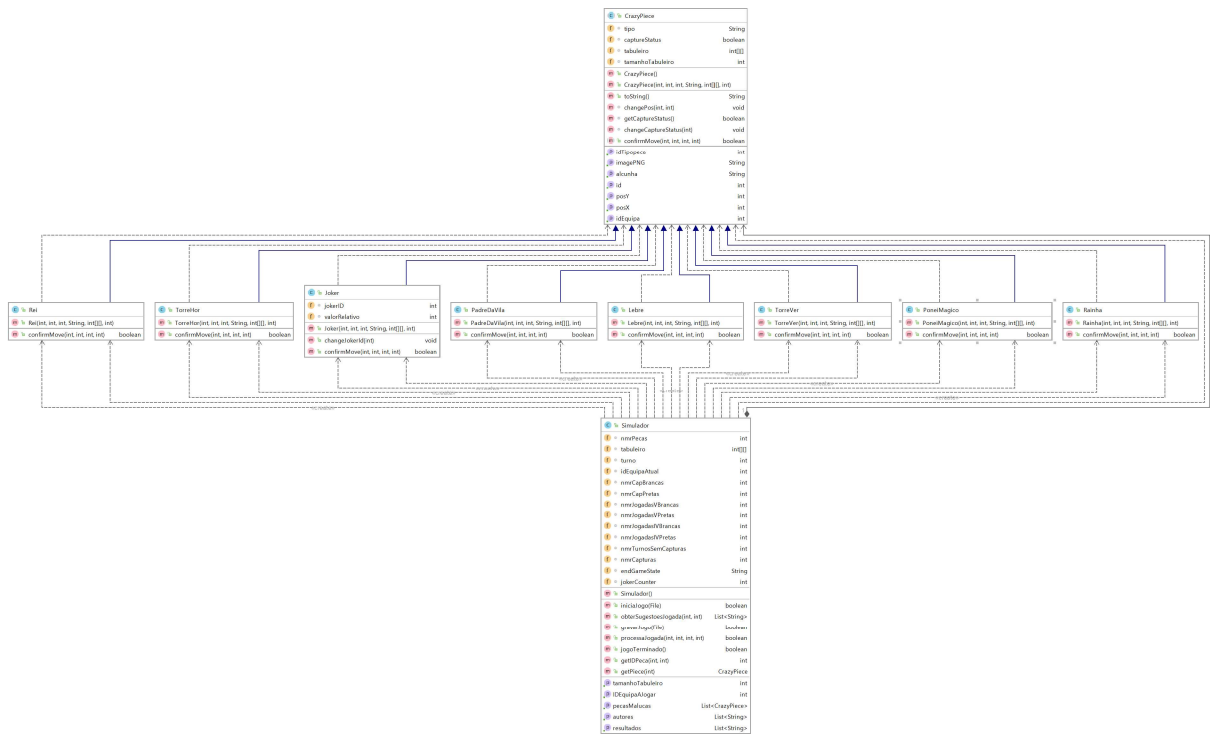 CrazyPiece
tipo String
captureStatus boolean
tabuleiro int[][]
tamanhoTabuleiro int
CrazyPiece()
CrazyPiece(int, int, int, String, int[][], int)
toString() String
changePos(int, int) void
getCaptureStatus() boolean
changeCaptureStatus(int) void
confirmMove(int, int, int, int) boolean
idTipopece int
imagePNG String
alcunha String
id int
posY int
posX int
idEquipa int
Rei
Rei(int, int, int, String, int[][], int)
confirmMove(int, int, int, int) boolean
TorreHor
TorreHor(int, int, int, String, int[][], int)
confirmMove(int, int, int, int) boolean
Joker
jokerID int
valorRelativo int
Joker(int, int, int, String, int[][], int)
changeJokerId(int) void
confirmMove(int, int, int, int) boolean
PadreDaVila
PadreDaVila(int, int, int, String, int[][], int)
confirmMove(int, int, int, int) boolean
Lebre
Lebre(int, int, int, String, int[][], int)
confirmMove(int, int, int, int) boolean
TorreVer
TorreVer(int, int, int, String, int[][], int)
confirmMove(int, int, int, int) boolean
PoneiMagico
PoneiMagico(int, int, int, String, int[][], int)
confirmMove(int, int, int, int) boolean
Rainha
Rainha(int, int, int, String, int[][], int)
confirmMove(int, int, int, int) boolean
Simulador
nmrPecas int
tabuleiro int[][]
turno int
idEquipaAtual int
nmrCapBrancas int
nmrCapPretas int
nmrJogadasVBrancas int
nmrJogadasVPretas int
nmrJogadasIVBrancas int
nmrJogadasIVPretas int
nmrTurnosSemCapturas int
nmrCapturas int
endGameState String
jokerCounter int
Simulador()
iniciaJogo(File) boolean
obterSugestoesJogada(int, int) List<String>
gravarJogo(File) boolean
processaJogada(int, int, int, int) boolean
jogoTerminado() boolean
getIDPeca(int, int) int
getPiece(int) CrazyPiece
tamanhoTabuleiro int
IDEquipaAJogar int
pecasMalucas List<CrazyPiece>
autores List<String>
resultados List<String>